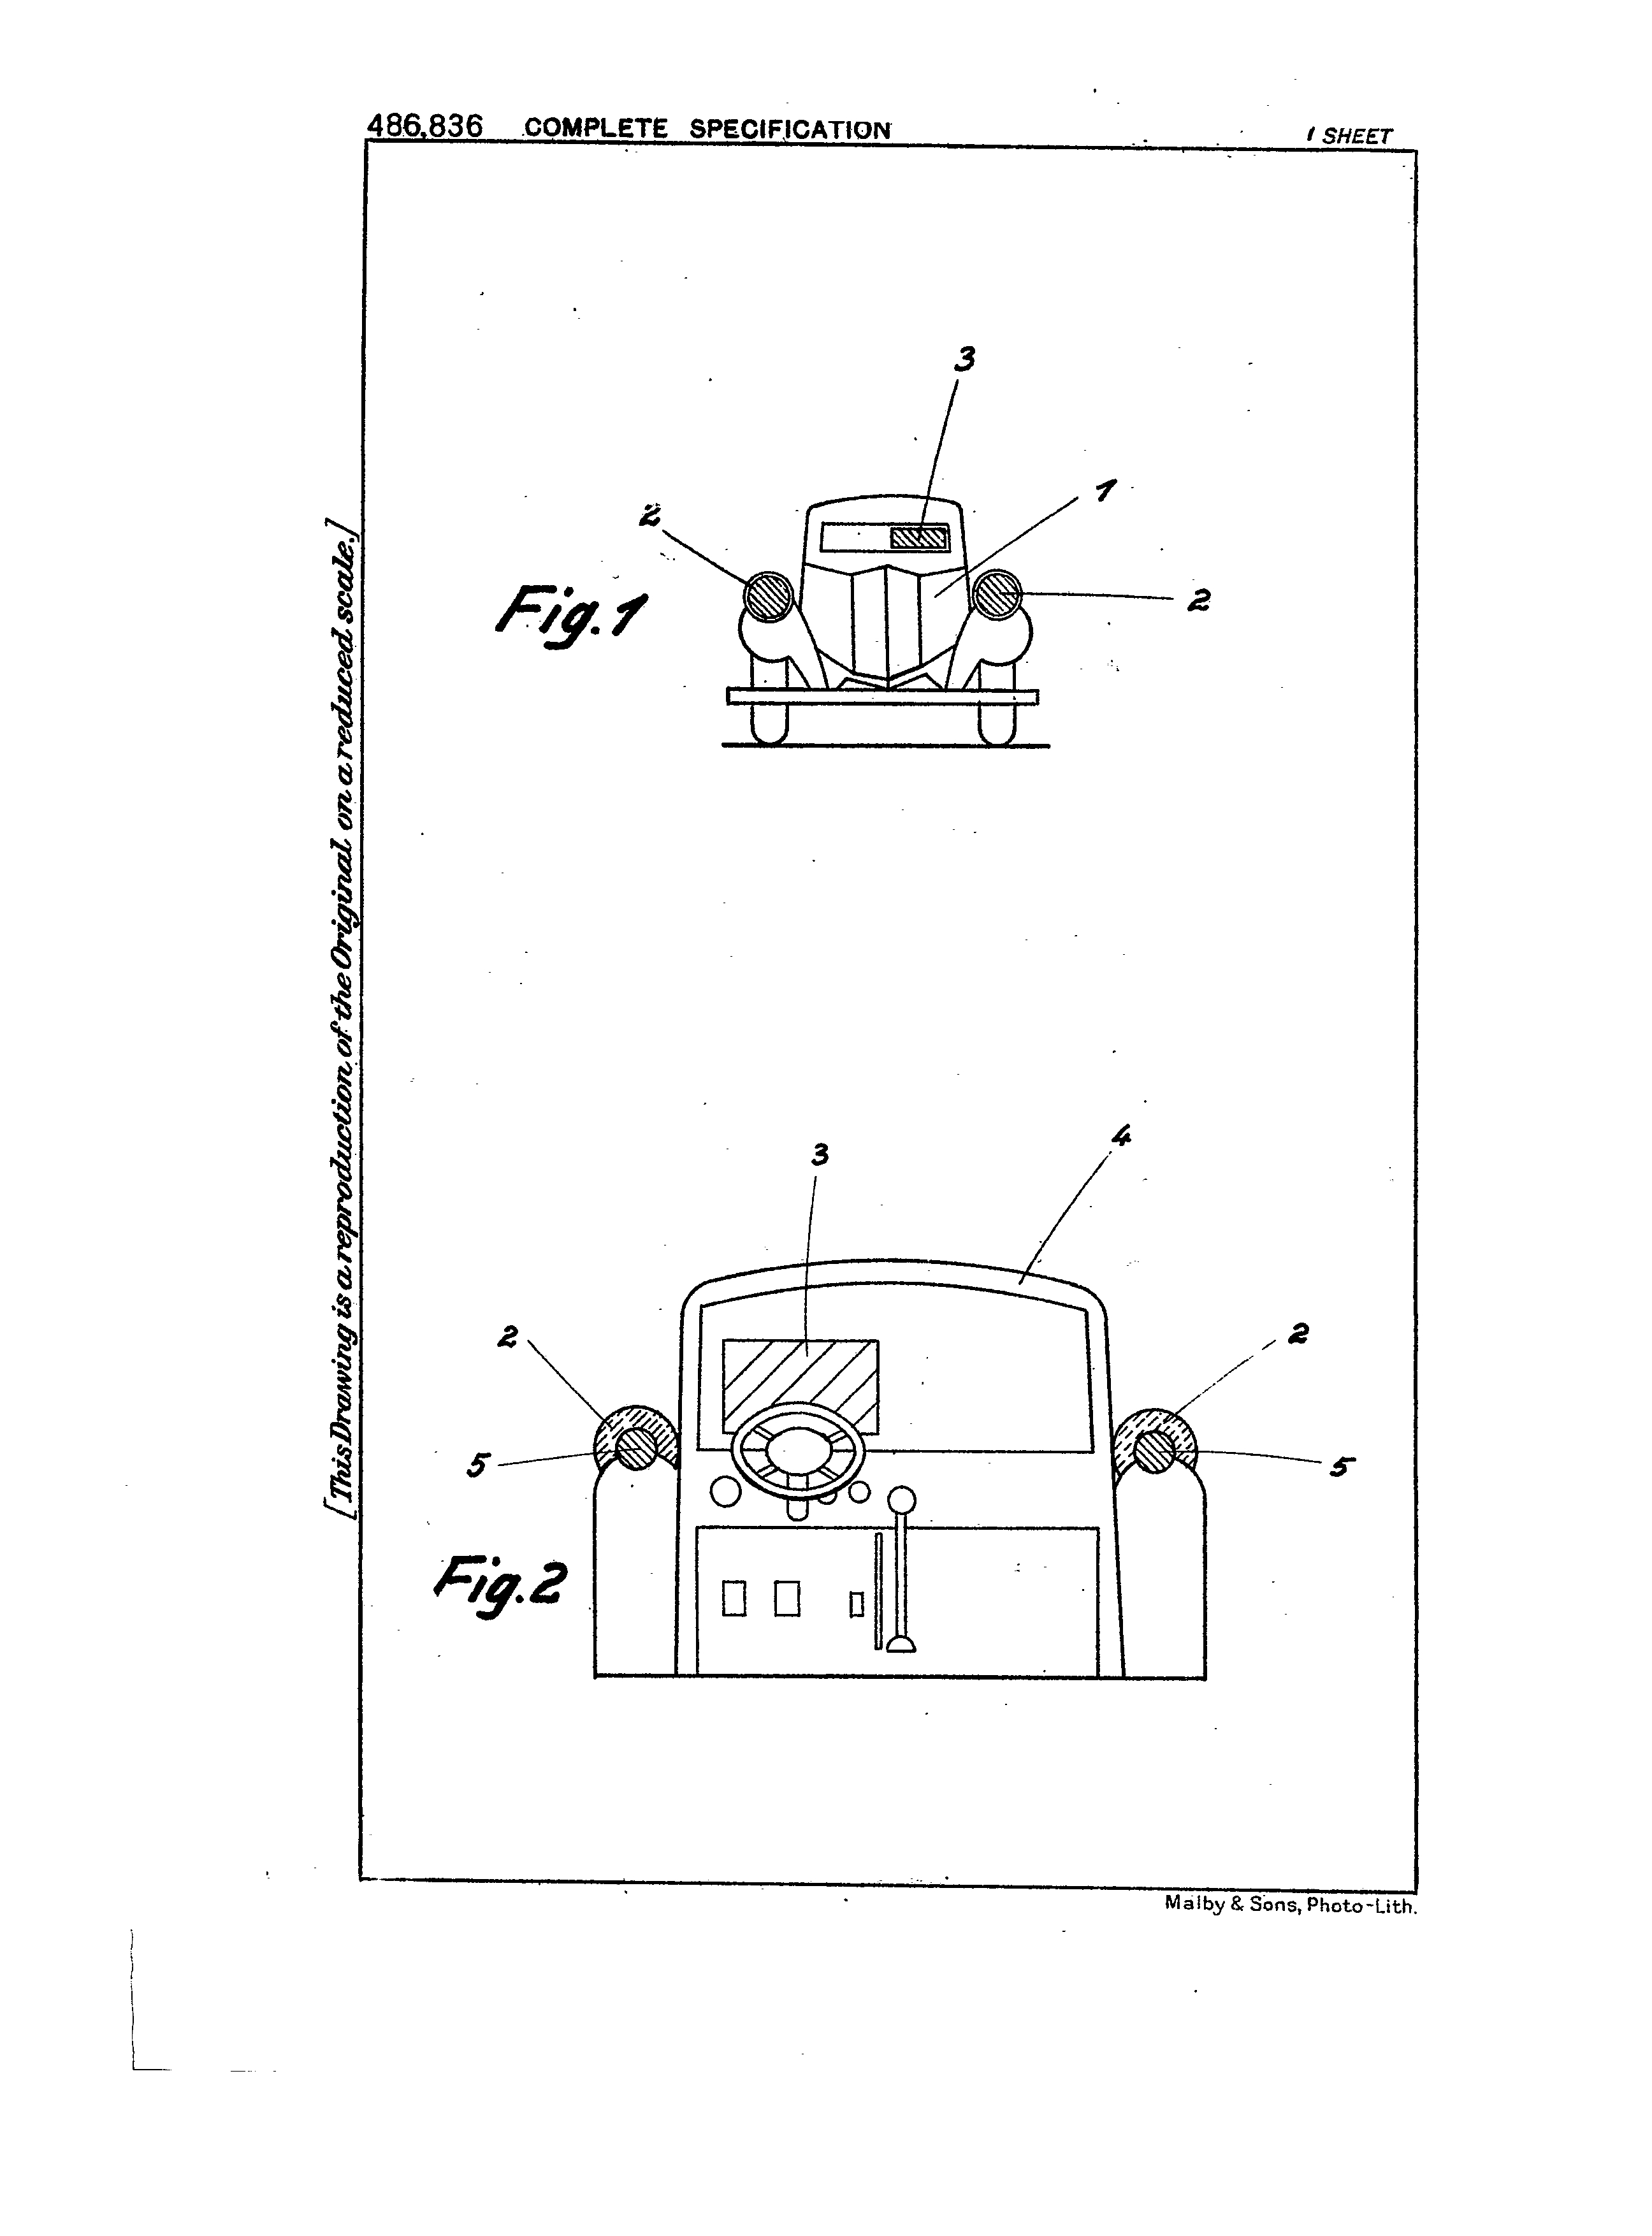 486,836 COMPLETE SPECIFICATION
1 SHEET
[This Drawing is a reproduction of the Original on a reduced scale.]
3
1
2
2
Fig.1
3
4
2
2
5
5
Fig.2
Malby & Sons, Photo-Lith.